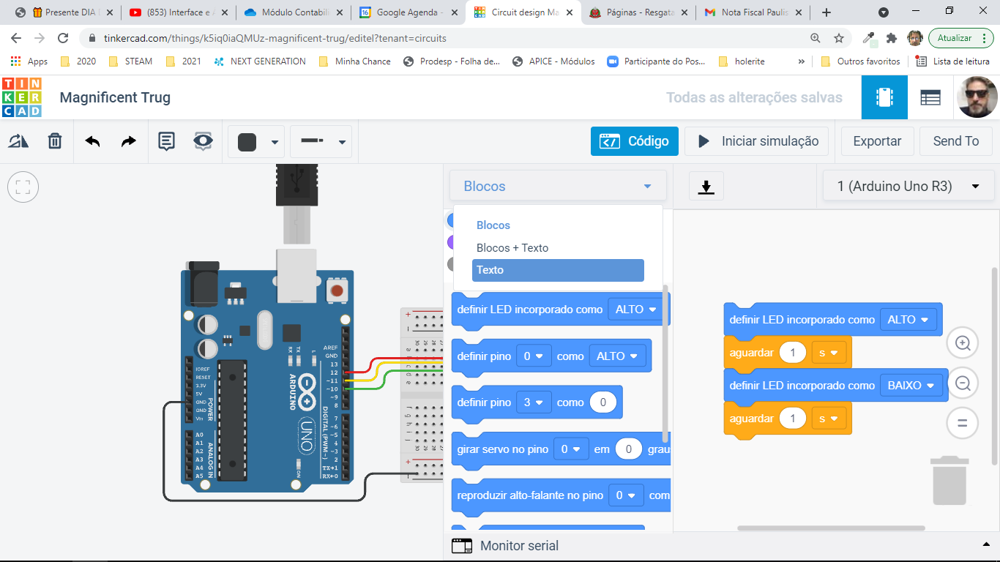 Presente DIA D
(853) Interface e A
Módulo Contabili
16
Google Agenda -
TIN
KER
CAD
Circuit design Ma
Páginas - Resgata
Nota Fiscal Paulis
tinkercad.com/things/k5iq0iaQMUz-magnificent-trug/editel?tenant=circuits
Atualizar
Apps
2020
STEAM
2021
NEXT GENERATION
Minha Chance
Prodesp - Folha de...
APICE - Módulos
Participante do Pos...
holerite
»
Outros favoritos
Lista de leitura
TIN
KER
CAD
Magnificent Trug
Todas as alterações salvas
Código
Iniciar simulação
Exportar
Send To
Blocos
1 (Arduino Uno R3)
Blocos
Blocos + Texto
Texto
definir LED incorporado como ALTO
definir pino 0 como ALTO
definir pino 3 como 0
girar servo no pino 0 em 0 grau
reproduzir alto-falante no pino 0 com
definir LED incorporado como ALTO
aguardar 1 s
definir LED incorporado como BAIXO
aguardar 1 s
IOREF
RESET
3.3V
5V
GND
GND
Vin
POWER
A0
A1
A2
A3
A4
A5
ANALOG IN
RX
TX
L
ARDUINO
UNO
ON
AREF
GND
13
12
~11
~10
~9
8
DIGITAL (PWM~)
7
~6
~5
4
~3
2
TX→1
RX←0
Monitor serial